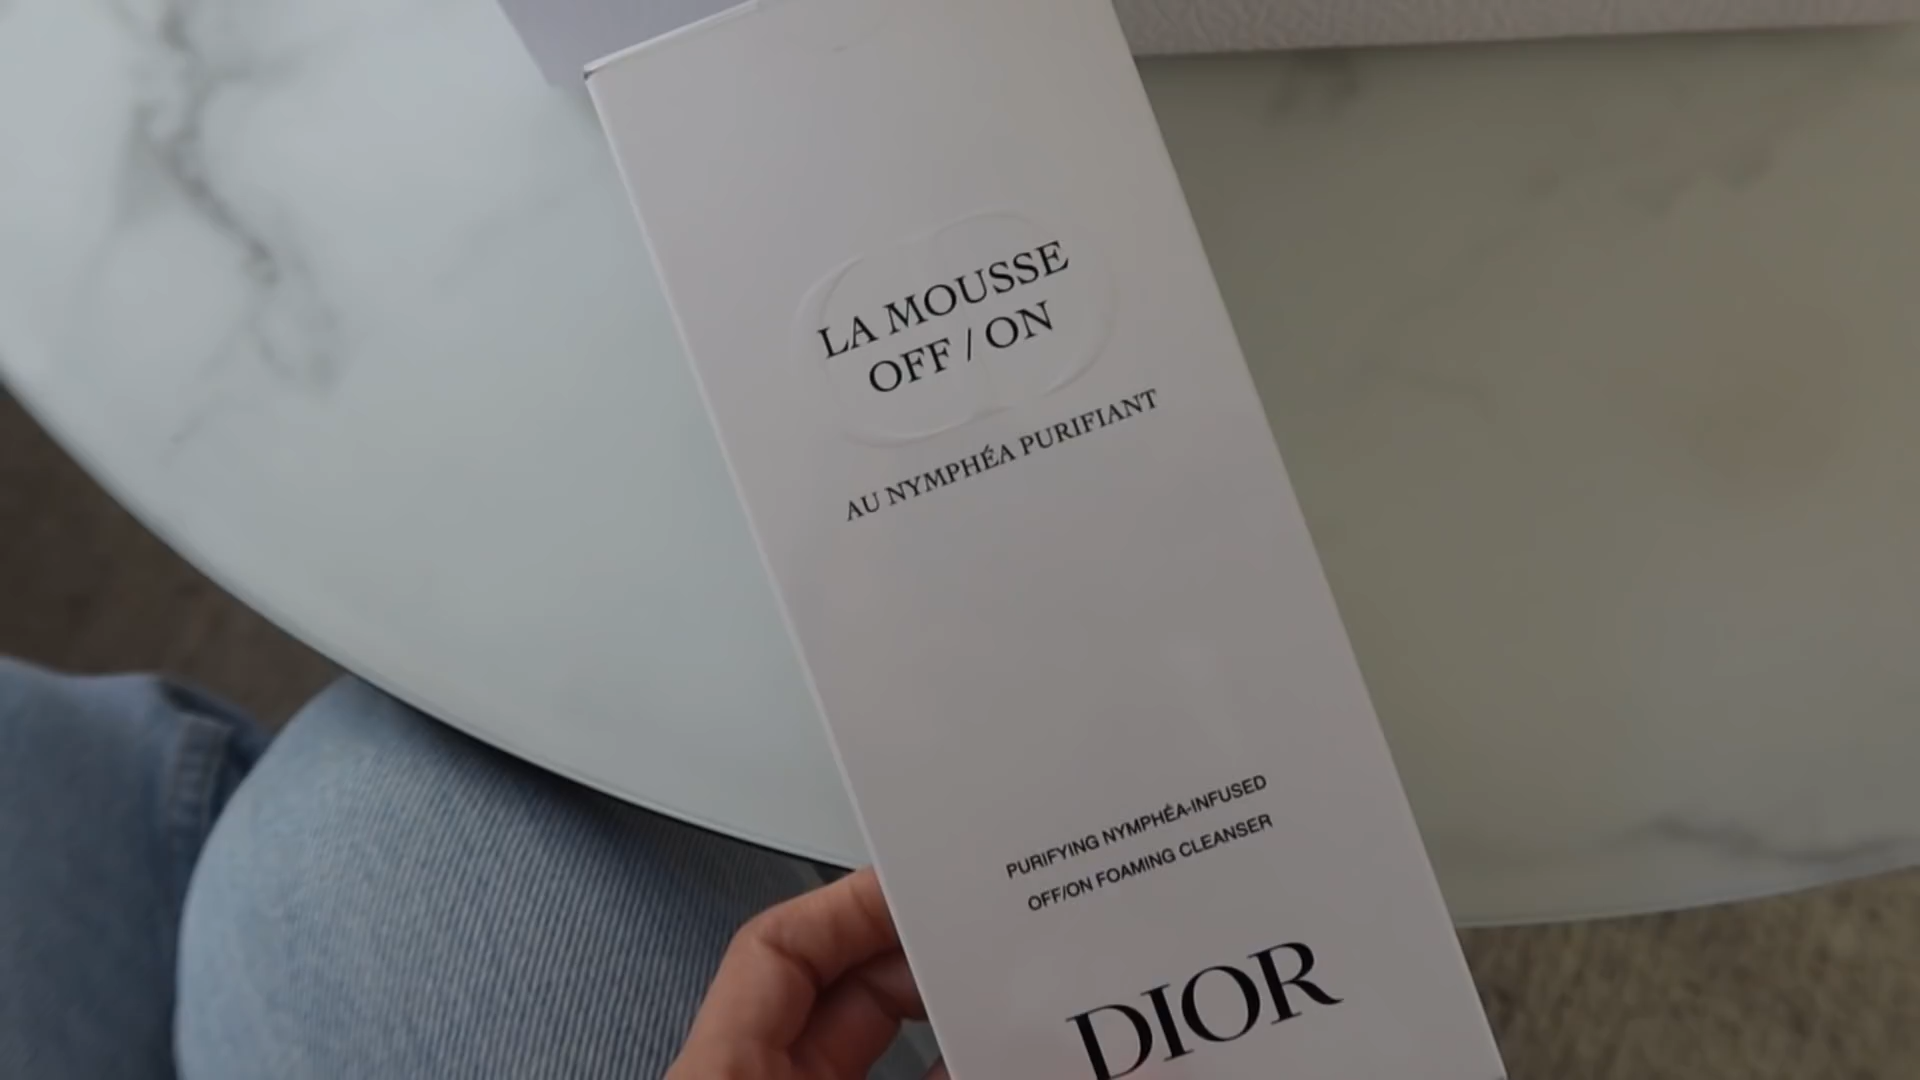 LA MOUSSE
OFF / ON
AU NYMPHÉA PURIFIANT
PURIFYING NYMPHÉA-INFUSED
OFF/ON FOAMING CLEANSER
DIOR